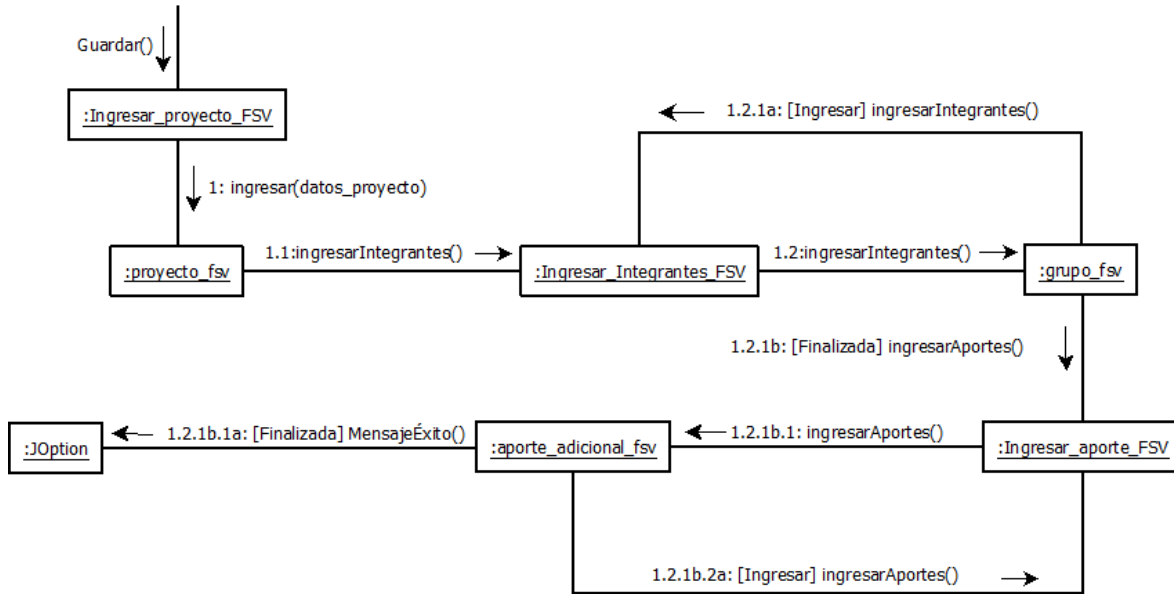 Guardar()
:Ingresar_proyecto_FSV
1.2.1a: [Ingresar] ingresarIntegrantes()
1: ingresar(datos_proyecto)
1.1:ingresarIntegrantes()
1.2:ingresarIntegrantes()
:proyecto_fsv
:Ingresar_Integrantes_FSV
:grupo_fsv
1.2.1b: [Finalizada] ingresarAportes()
1.2.1b.1a: [Finalizada] MensajeÉxito()
1.2.1b.1: ingresarAportes()
:JOption
:aporte_adicional_fsv
:Ingresar_aporte_FSV
1.2.1b.2a: [Ingresar] ingresarAportes()